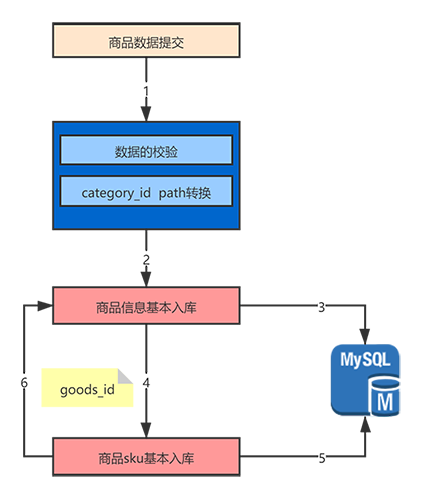 商品数据提交
1
数据的校验
category_id path转换
2
商品信息基本入库
3
MySQL
M
6
goods_id
4
商品sku基本入库
5